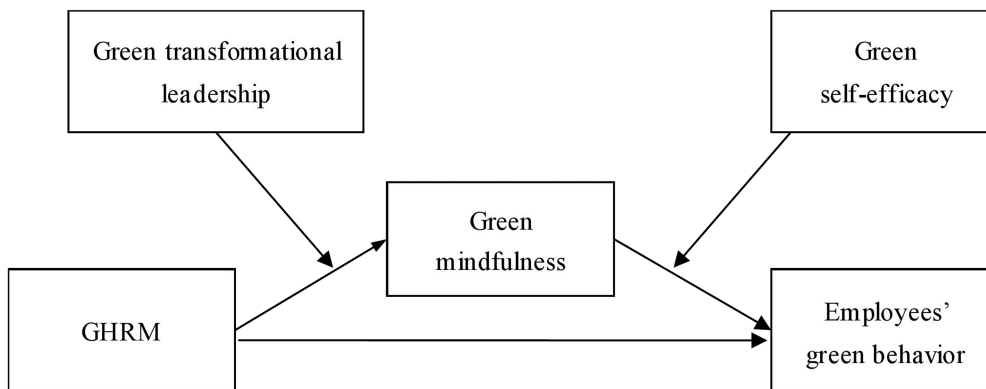 Green transformational
leadership
Green
self-efficacy
Green
mindfulness
GHRM
Employees’
green behavior